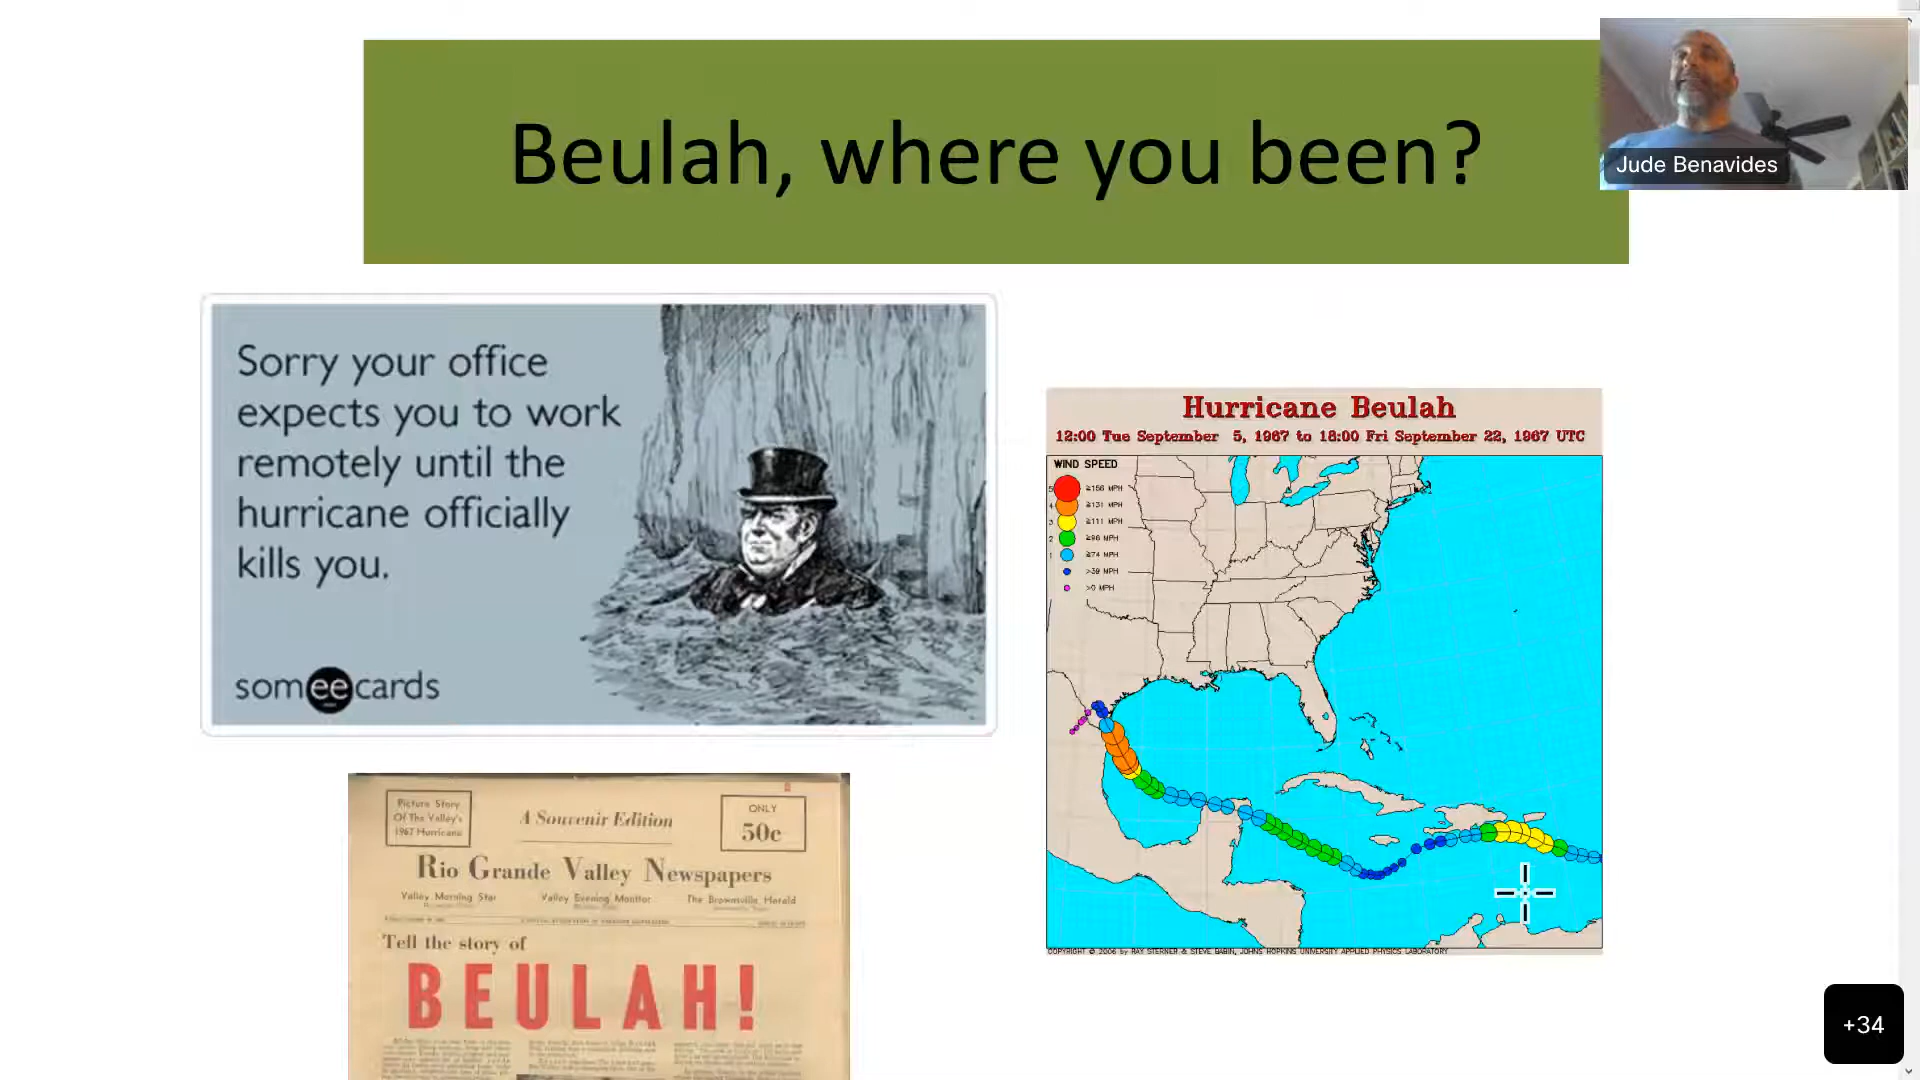 Beulah, where you been?
Jude Benavides
Sorry your office
expects you to work
remotely until the
hurricane officially
kills you.
someecards
Hurricane Beulah
12:00 Tue September 5, 1967 to 18:00 Fri September 22, 1967 UTC
WIND SPEED
5 ≥156 MPH
4 ≥131 MPH
3 ≥111 MPH
2 ≥96 MPH
1 ≥74 MPH
>39 MPH
>0 MPH
COPYRIGHT © 2006 by RAY STERNER & STEVE BABIN, JOHNS HOPKINS UNIVERSITY APPLIED PHYSICS LABORATORY
Picture Story
Of The Valley's
1967 Hurricane
A Souvenir Edition
ONLY
50c
Rio Grande Valley Newspapers
Valley Morning Star
Valley Evening Monitor
The Brownsville Herald
Tell the story of
BEULAH!
+34